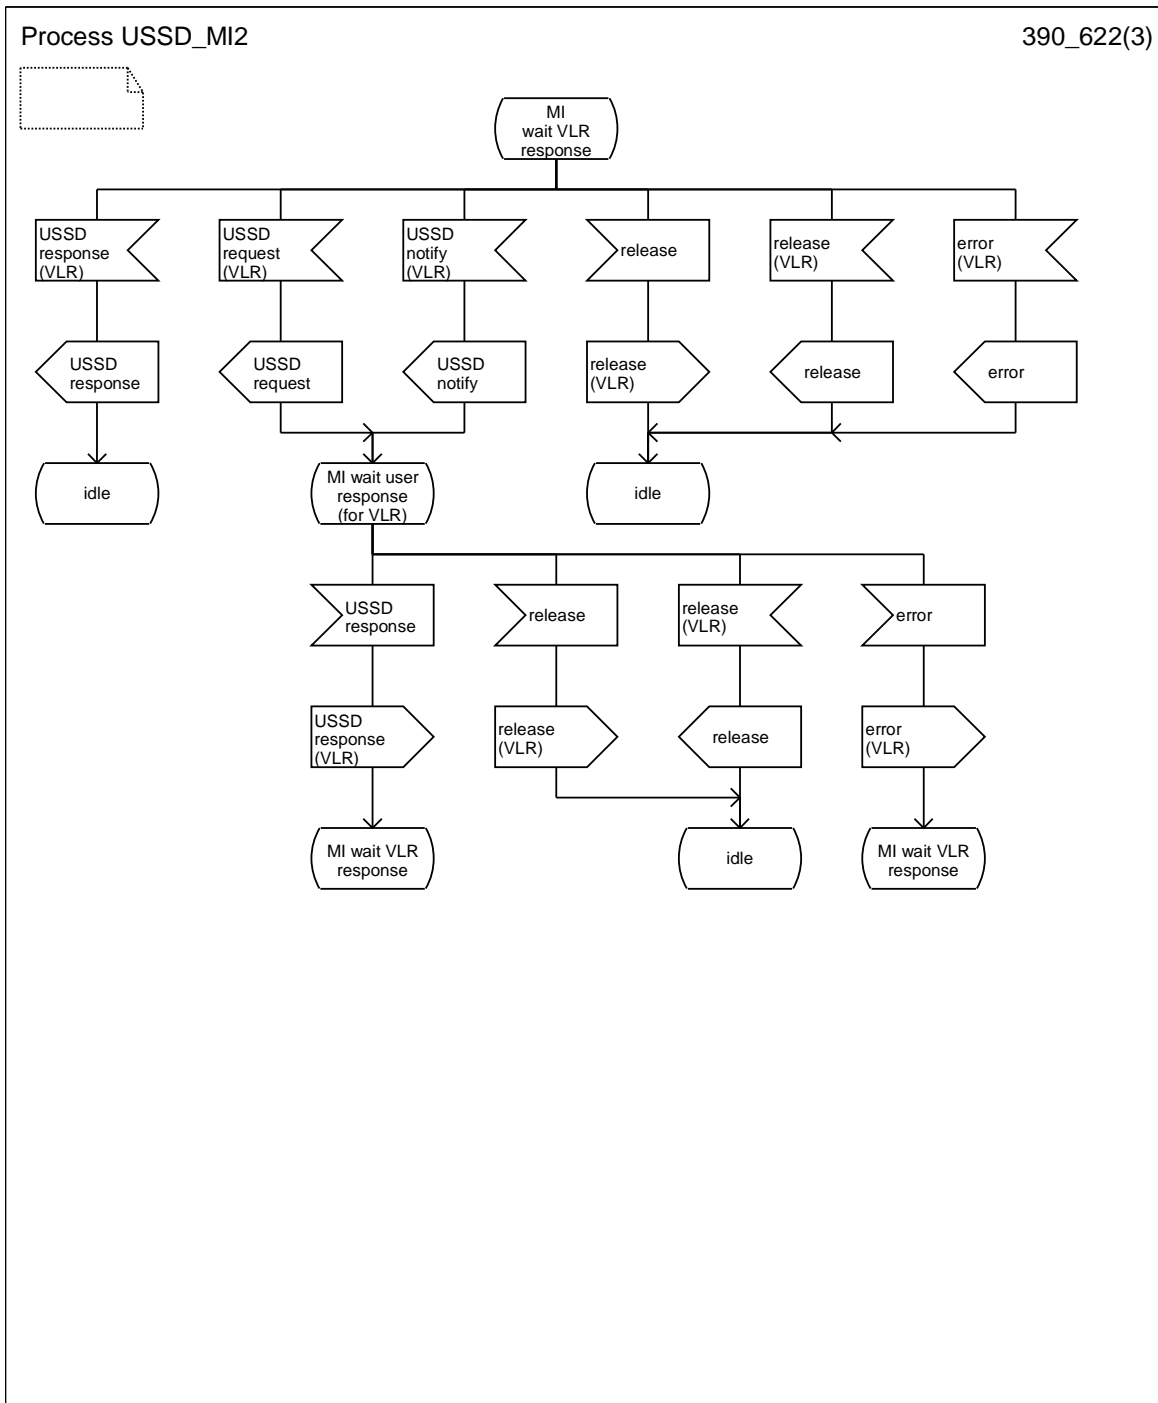 Process USSD_MI2
390_622(3)
MI
wait VLR
response
USSD
response
(VLR)
USSD
request
(VLR)
USSD
notify
(VLR)
release
release
(VLR)
error
(VLR)
USSD
response
USSD
request
USSD
notify
release
(VLR)
release
error
idle
MI wait user
response
(for VLR)
idle
USSD
response
release
release
(VLR)
error
USSD
response
(VLR)
release
(VLR)
release
error
(VLR)
MI wait VLR
response
idle
MI wait VLR
response